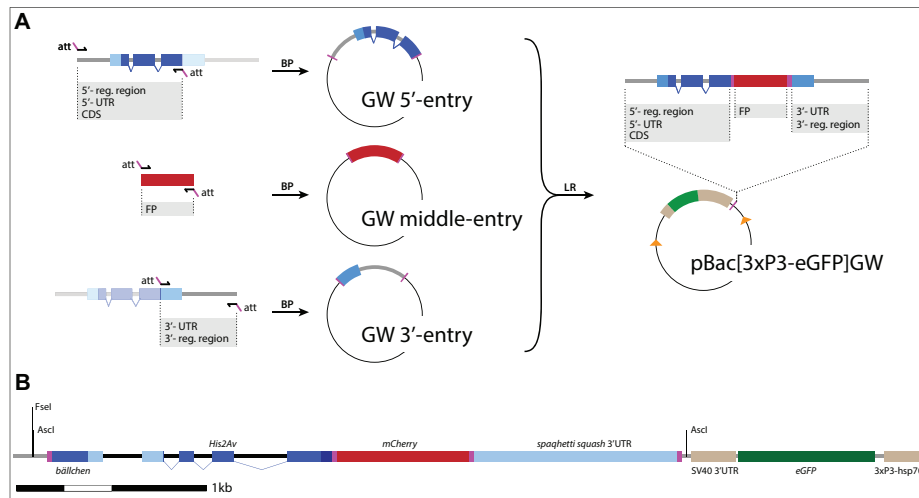 A
att
att
5'- reg. region
5'- UTR
CDS
BP
GW 5'-entry
att
att
FP
BP
GW middle-entry
att
att
3'- UTR
3'- reg. region
BP
GW 3'-entry
LR
5'- reg. region
5'- UTR
CDS
FP
3'- UTR
3'- reg. region
pBac[3xP3-eGFP]GW
B
FseI
AscI
His2Av
mCherry
spaghetti squash 3'UTR
AscI
bällchen
SV40 3'UTR
eGFP
3xP3-hsp70
1kb